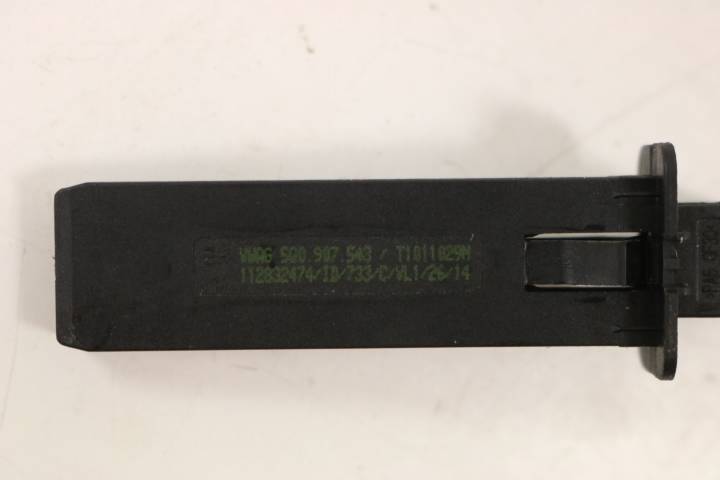 VWAG 5Q0.907.543 / T1011029M
112832474/ID/733/C/VL1/26/14